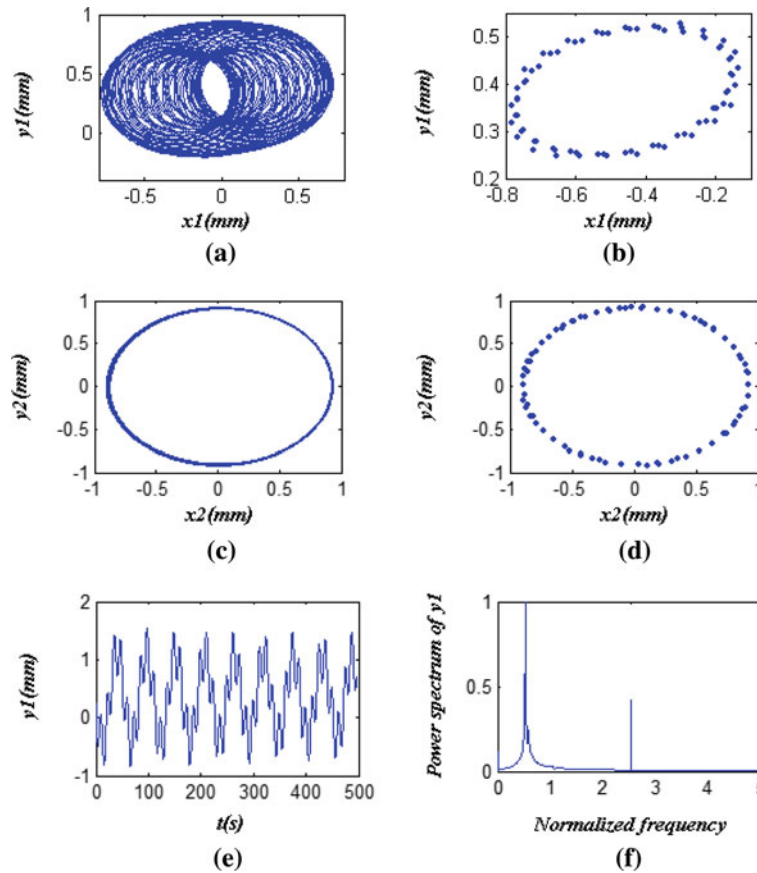 1
0.5
0
y1(mm)
-0.5 0 0.5
x1(mm)
(a)
0.5
0.4
0.3
0.2
y1(mm)
-0.8 -0.6 -0.4 -0.2
x1(mm)
(b)
1
0.5
0
-0.5
-1
y2(mm)
-1 -0.5 0 0.5 1
x2(mm)
(c)
1
0.5
0
-0.5
-1
y2(mm)
-1 -0.5 0 0.5 1
x2(mm)
(d)
2
1
0
-1
y1(mm)
0 100 200 300 400 500
t(s)
(e)
1
0.5
0
Power spectrum of y1
0 1 2 3 4 5
Normalized frequency
(f)